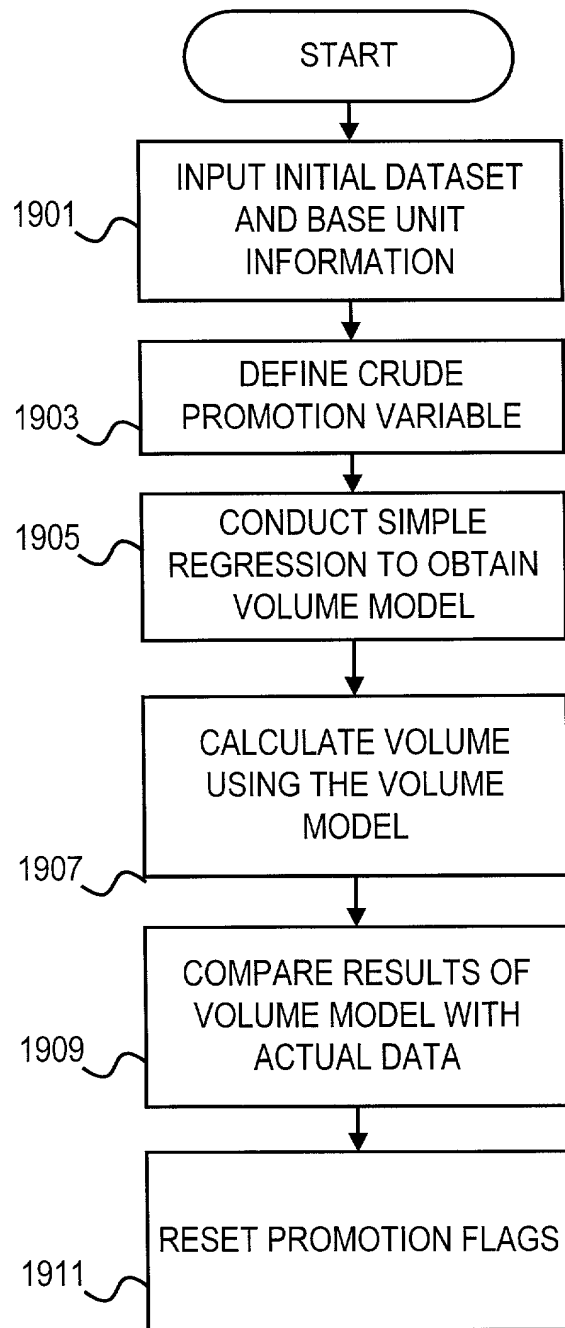 START
1901
INPUT INITIAL DATASET
AND BASE UNIT
INFORMATION
1903
DEFINE CRUDE
PROMOTION VARIABLE
1905
CONDUCT SIMPLE
REGRESSION TO OBTAIN
VOLUME MODEL
1907
CALCULATE VOLUME
USING THE VOLUME
MODEL
1909
COMPARE RESULTS OF
VOLUME MODEL WITH
ACTUAL DATA
1911
RESET PROMOTION FLAGS